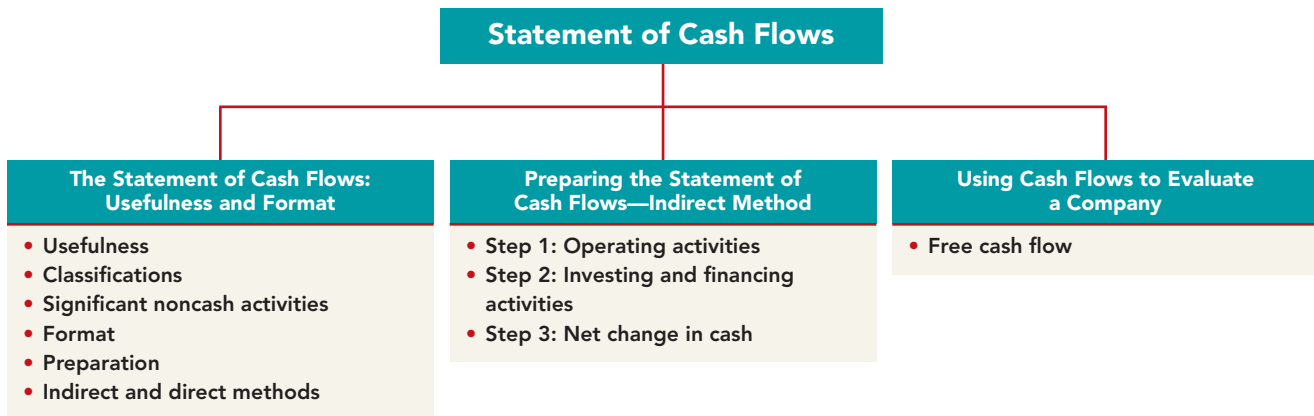 Statement of Cash Flows
The Statement of Cash Flows:
Usefulness and Format
• Usefulness
• Classifications
• Significant noncash activities
• Format
• Preparation
• Indirect and direct methods
Preparing the Statement of
Cash Flows—Indirect Method
• Step 1: Operating activities
• Step 2: Investing and financing
activities
• Step 3: Net change in cash
Using Cash Flows to Evaluate
a Company
• Free cash flow